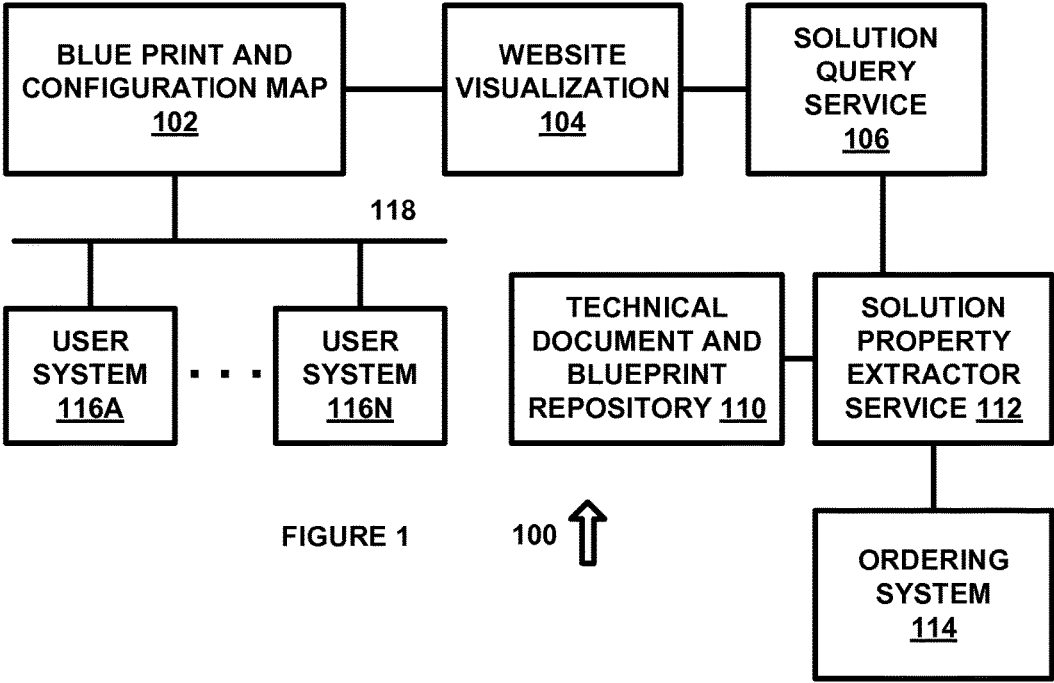 BLUE PRINT AND
CONFIGURATION MAP
102
WEBSITE
VISUALIZATION
104
SOLUTION
QUERY
SERVICE
106
118
USER
SYSTEM
116A
. . .
USER
SYSTEM
116N
TECHNICAL
DOCUMENT AND
BLUEPRINT
REPOSITORY 110
SOLUTION
PROPERTY
EXTRACTOR
SERVICE 112
FIGURE 1
100
ORDERING
SYSTEM
114